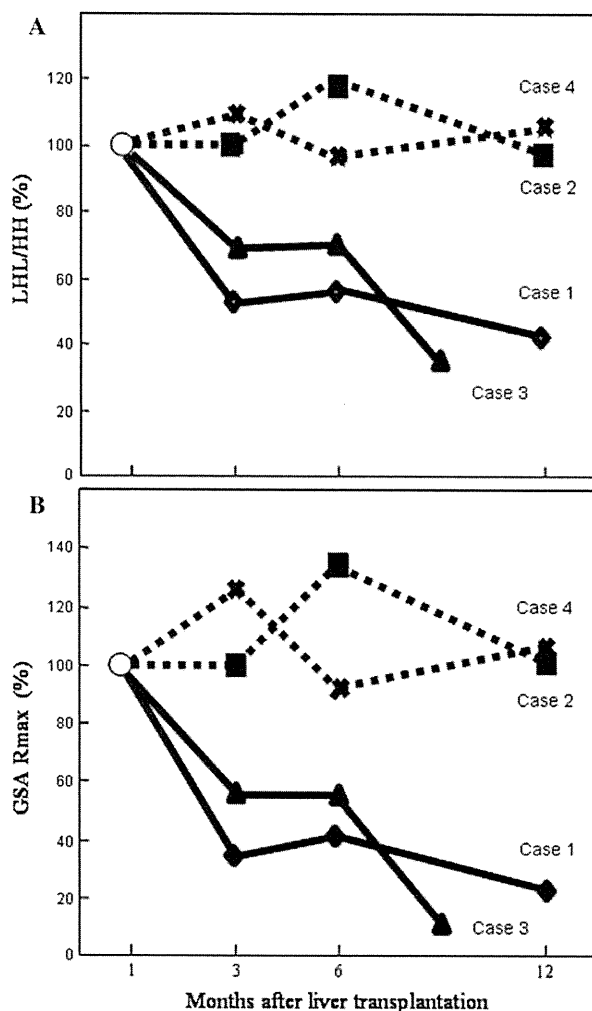 A
LHL/HH (%)
120
100
80
60
40
20
0
Case 4
Case 2
Case 1
Case 3
B
GSA Rmax (%)
140
120
100
60
40
20
0
Case 4
Case 2
Case 1
Case 3
1 3 6 12
Months after liver transplantation